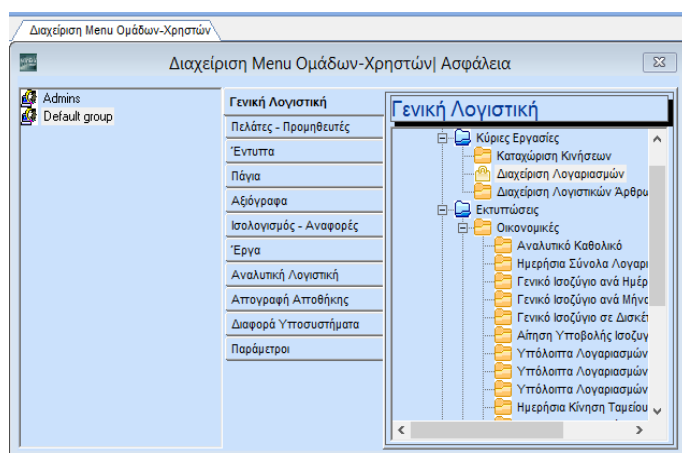 Διαχείριση Menu Ομάδων-Χρηστών
Διαχείριση Menu Ομάδων-Χρηστών| Ασφάλεια
Admins
Default group
Γενική Λογιστική
Πελάτες - Προμηθευτές
Έντυπα
Πάγια
Αξιόγραφα
Ισολογισμός - Αναφορές
Έργα
Αναλυτική Λογιστική
Απογραφή Αποθήκης
Διαφορά Υποσυστήματα
Παράμετροι
Γενική Λογιστική
Κύριες Εργασίες
Καταχώριση Κινήσεων
Διαχείριση Λογαριασμών
Διαχείριση Λογιστικών Άρθρω
Εκτυπώσεις
Οικονομικές
Αναλυτικό Καθολικό
Ημερήσια Σύνολα Λογαρι
Γενικό Ισοζύγιο ανά Ημέρ
Γενικό Ισοζύγιο ανά Μήνα
Γενικό Ισοζύγιο σε Δισκέτ
Αίτηση Υποβολής Ισοζυγ
Υπόλοιπα Λογαριασμών
Υπόλοιπα Λογαριασμών
Υπόλοιπα Λογαριασμών
Ημερήσια Κίνηση Ταμείου